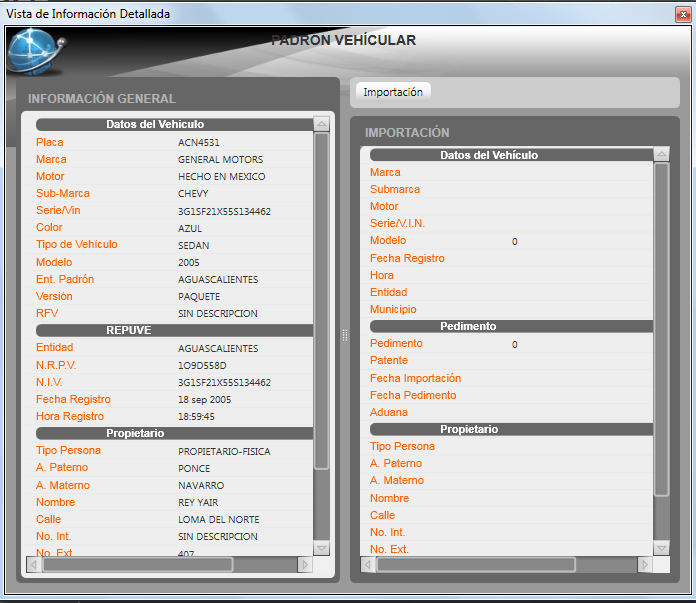 Vista de Información Detallada
PADRON VEHÍCULAR
INFORMACIÓN GENERAL
Datos del Vehículo
Placa ACN4531
Marca GENERAL MOTORS
Motor HECHO EN MEXICO
Sub-Marca CHEVY
Serie/Vin 3G1SF21X55S134462
Color AZUL
Tipo de Vehículo SEDAN
Modelo 2005
Ent. Padrón AGUASCALIENTES
Versión PAQUETE
RFV SIN DESCRIPCION
REPUVE
Entidad AGUASCALIENTES
N.R.P.V. 1O9D558D
N.I.V. 3G1SF21X55S134462
Fecha Registro 18 sep 2005
Hora Registro 18:59:45
Propietario
Tipo Persona PROPIETARIO-FISICA
A. Paterno PONCE
A. Materno NAVARRO
Nombre REY YAIR
Calle LOMA DEL NORTE
No. Int. SIN DESCRIPCION
No. Ext. 407
Importación
IMPORTACIÓN
Datos del Vehículo
Marca
Submarca
Motor
Serie/V.I.N.
Modelo 0
Fecha Registro
Hora
Entidad
Municipio
Pedimento
Pedimento 0
Patente
Fecha Importación
Fecha Pedimento
Aduana
Propietario
Tipo Persona
A. Paterno
A. Materno
Nombre
Calle
No. Int.
No. Ext.